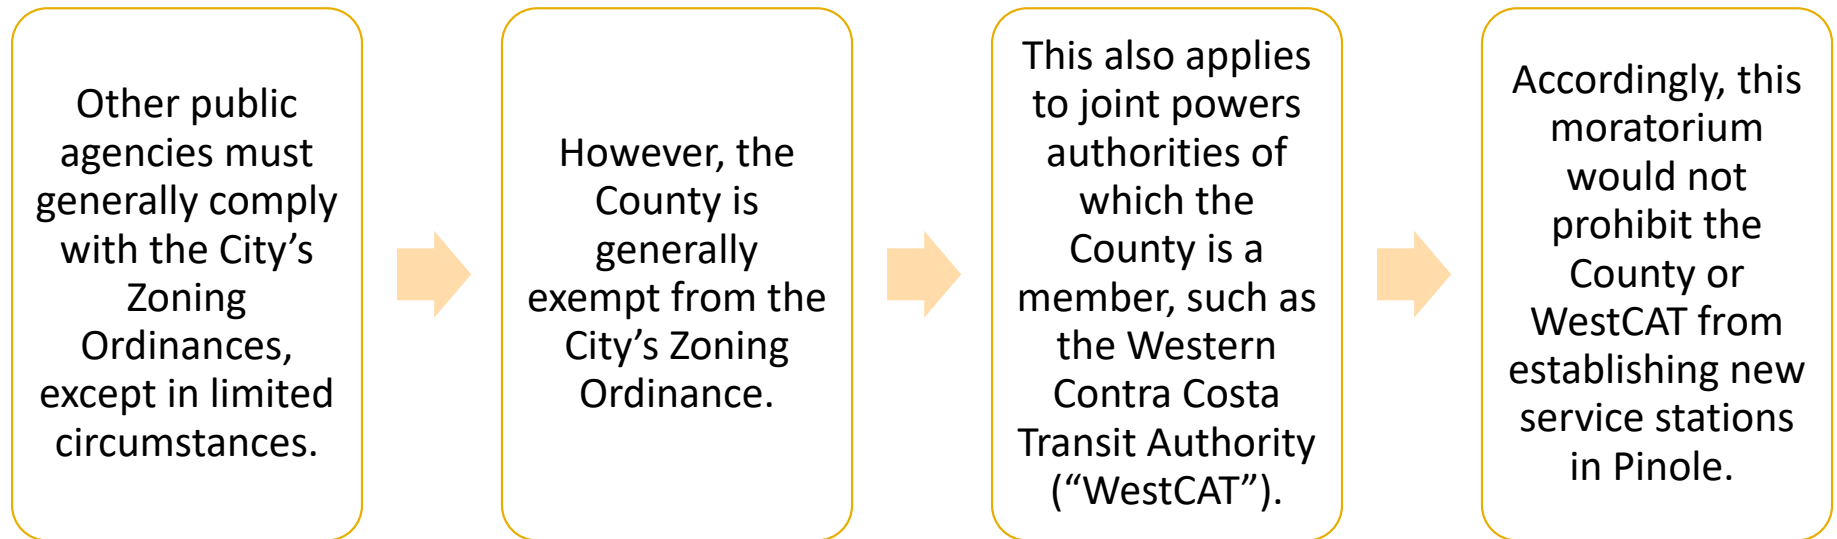 Other public
agencies must
generally comply
with the City’s
Zoning
Ordinances,
except in limited
circumstances.
However, the
County is
generally
exempt from the
City’s Zoning
Ordinance.
This also applies
to joint powers
authorities of
which the
County is a
member, such as
the Western
Contra Costa
Transit Authority
(“WestCAT”).
Accordingly, this
moratorium
would not
prohibit the
County or
WestCAT from
establishing new
service stations
in Pinole.